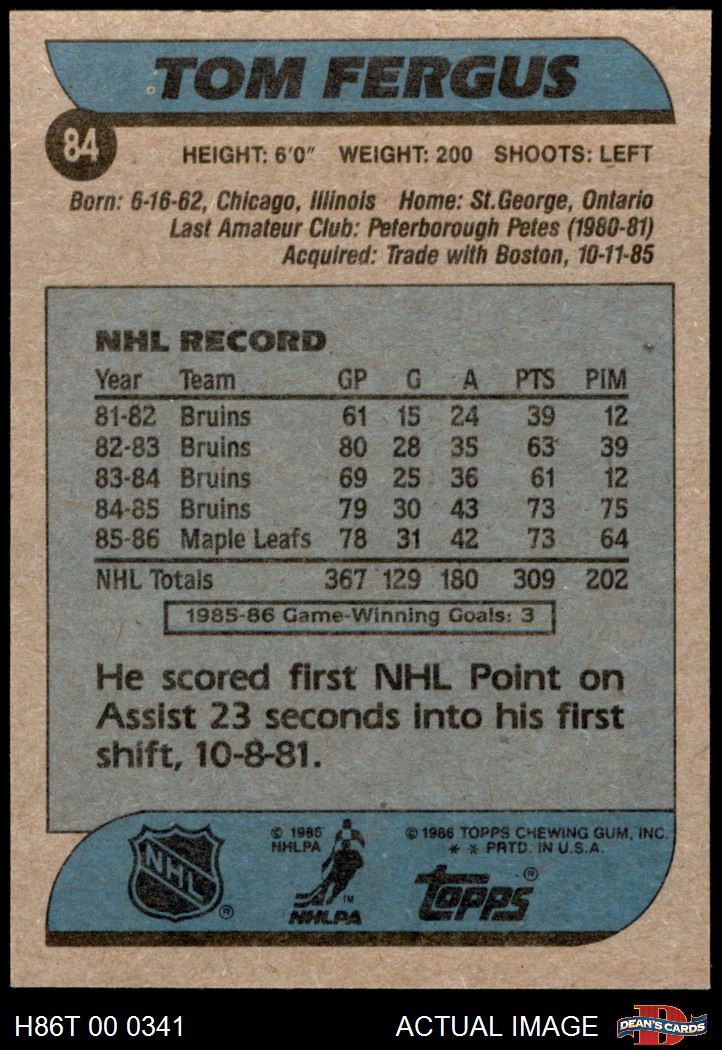 TOM FERGUS
84
HEIGHT: 6'0" WEIGHT: 200 SHOOTS: LEFT
Born: 6-16-62, Chicago, Illinois Home: St.George, Ontario
Last Amateur Club: Peterborough Petes (1980-81)
Acquired: Trade with Boston, 10-11-85
NHL RECORD
Year Team GP G A PTS PIM
81-82 Bruins 61 15 24 39 12
82-83 Bruins 80 28 35 63 39
83-84 Bruins 69 25 36 61 12
84-85 Bruins 79 30 43 73 75
85-86 Maple Leafs 78 31 42 73 64
NHL Totals 367 129 180 309 202
1985-86 Game-Winning Goals: 3
He scored first NHL Point on
Assist 23 seconds into his first
shift, 10-8-81.
NHL ®
© 1986
NHLPA
TM
NHLPA
© 1986 TOPPS CHEWING GUM, INC.
* * PRTD. IN U.S.A.
Topps ®
H86T 00 0341 ACTUAL IMAGE
D
DEAN'S CARDS